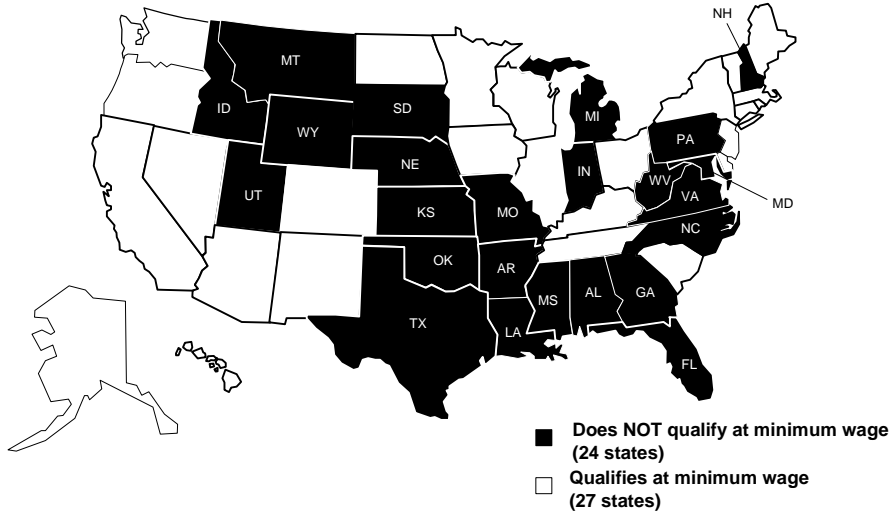 NH
MT
ID
SD
WY
MI
NE
PA
UT
IN
WV
VA
MD
KS
MO
NC
OK
AR
TX
MS
AL
GA
LA
FL
Does NOT qualify at minimum wage
(24 states)
Qualifies at minimum wage
(27 states)